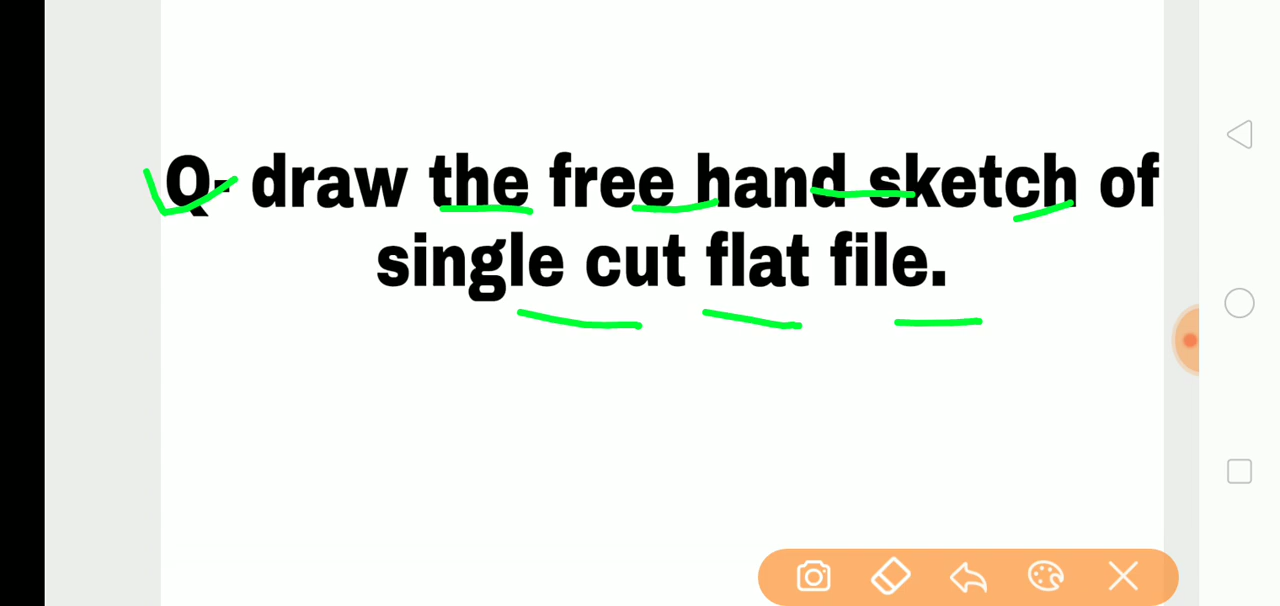 Q- draw the free hand sketch of
single cut flat file.